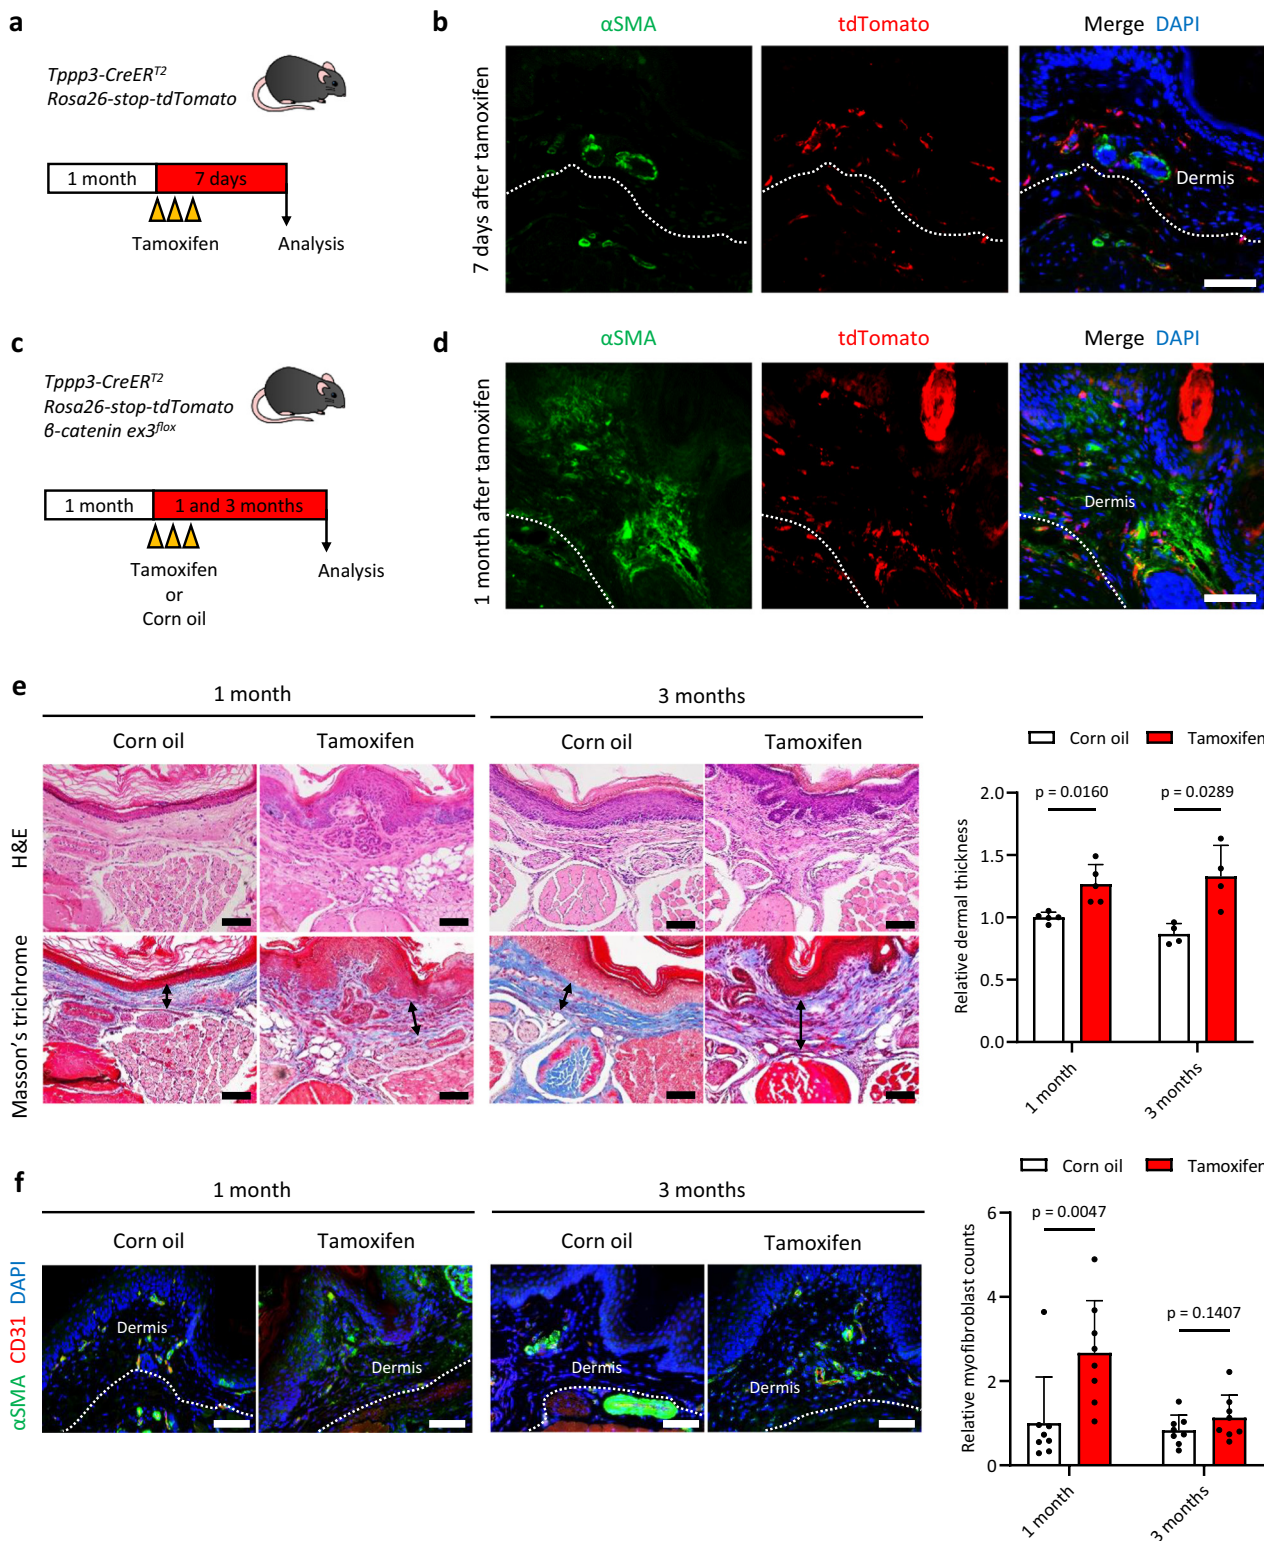 a
Tppp3-CreERT2
Rosa26-stop-tdTomato
1 month
7 days
Tamoxifen
Analysis
b
αSMA
tdTomato
Merge DAPI
7 days after tamoxifen
Dermis
c
Tppp3-CreERT2
Rosa26-stop-tdTomato
β-catenin ex3flox
1 month
1 and 3 months
Tamoxifen
or
Corn oil
Analysis
d
αSMA
tdTomato
Merge DAPI
1 month after tamoxifen
Dermis
e
1 month
3 months
Corn oil
Tamoxifen
Corn oil
Tamoxifen
H&E
Masson's trichrome
Corn oil
Tamoxifen
p = 0.0160
p = 0.0289
Relative dermal thickness
2.0
1.5
1.0
0.5
0.0
1 month
3 months
f
1 month
3 months
Corn oil
Tamoxifen
Corn oil
Tamoxifen
αSMA CD31 DAPI
Dermis
Dermis
Dermis
Dermis
Corn oil
Tamoxifen
p = 0.0047
p = 0.1407
Relative myofibroblast counts
6
4
2
0
1 month
3 months